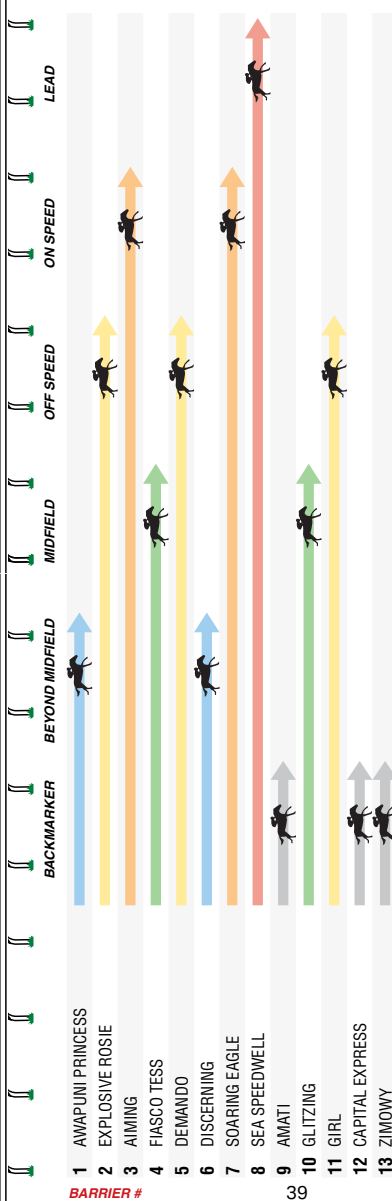 LEAD
ON SPEED
OFF SPEED
MIDFIELD
BEYOND MIDFIELD
BACKMARKER
1 AWAPUNI PRINCESS
2 EXPLOSIVE ROSIE
3 AIMING
4 FIASCO TESS
5 DEMANDO
6 DISCERNING
7 SOARING EAGLE
8 SEA SPEEDWELL
9 AMATI
10 GLITZING
11 GIRL
12 CAPITAL EXPRESS
13 ZIMOWY
BARRIER #
39